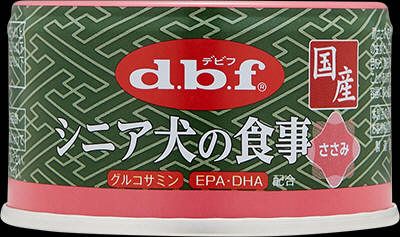 デビフ
d.b.f®
国産
シニア犬の食事
ささみ
グルコサミン EPA・DHA 配合